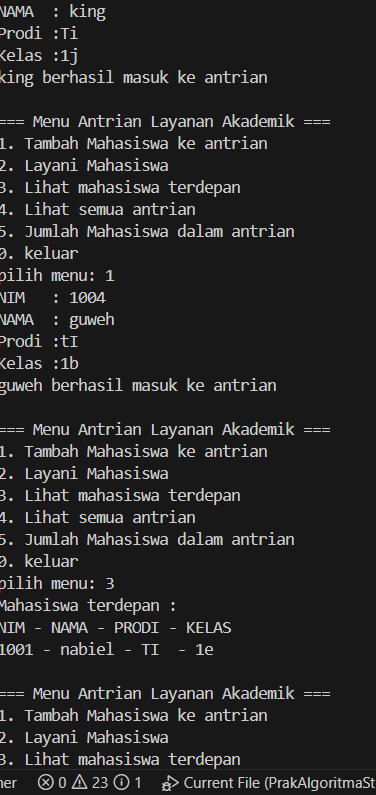 NAMA  : king
Prodi :Ti
Kelas :1j
king berhasil masuk ke antrian

=== Menu Antrian Layanan Akademik ===
1. Tambah Mahasiswa ke antrian
2. Layani Mahasiswa
3. Lihat mahasiswa terdepan
4. Lihat semua antrian
5. Jumlah Mahasiswa dalam antrian
0. keluar
pilih menu: 1
NIM   : 1004
NAMA  : guweh
Prodi :tI
Kelas :1b
guweh berhasil masuk ke antrian

=== Menu Antrian Layanan Akademik ===
1. Tambah Mahasiswa ke antrian
2. Layani Mahasiswa
3. Lihat mahasiswa terdepan
4. Lihat semua antrian
5. Jumlah Mahasiswa dalam antrian
0. keluar
pilih menu: 3
Mahasiswa terdepan :
NIM - NAMA - PRODI - KELAS
1001 - nabiel - TI  - 1e

=== Menu Antrian Layanan Akademik ===
1. Tambah Mahasiswa ke antrian
2. Layani Mahasiswa
3. Lihat mahasiswa terdepan
ner 0 23 1 Current File (PrakAlgoritmaSt